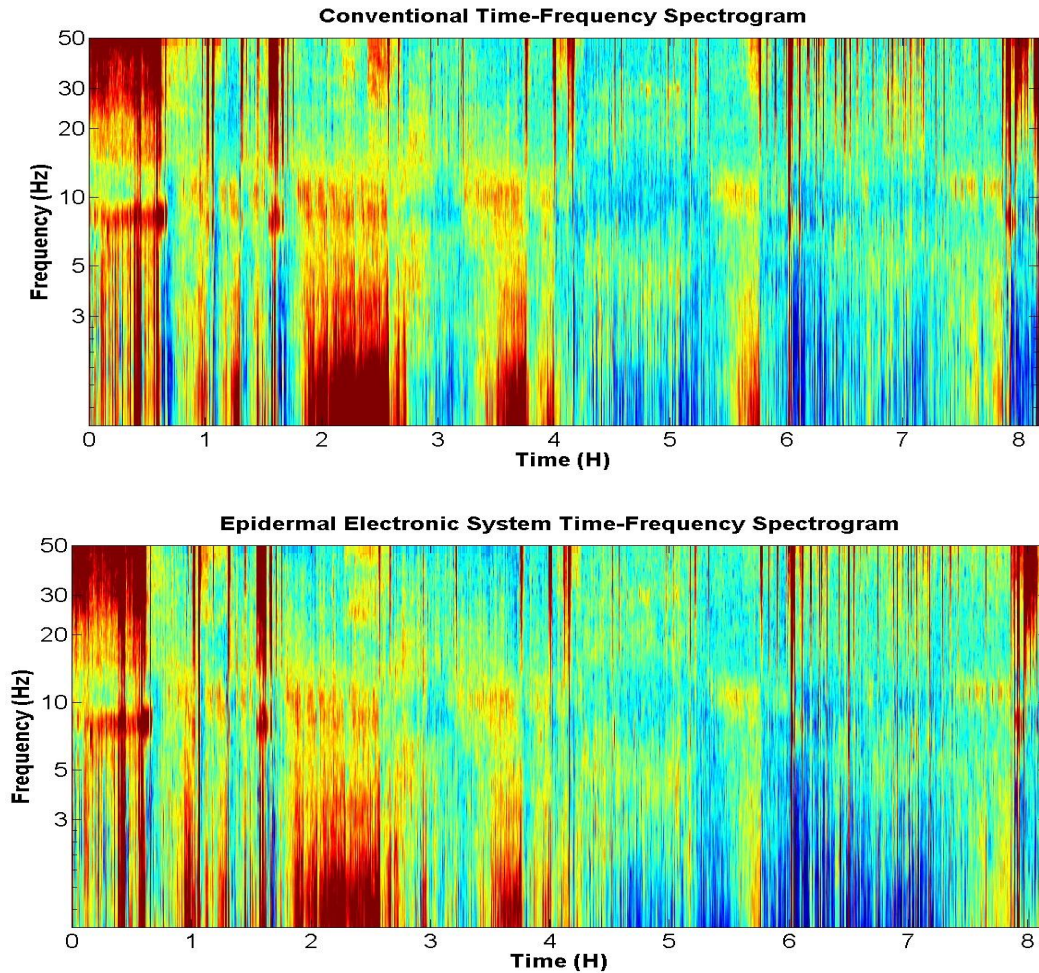 Conventional Time-Frequency Spectrogram
50
30
20
10
5
3
Frequency (Hz)
0 1 2 3 4 5 6 7 8
Time (H)
Epidermal Electronic System Time-Frequency Spectrogram
50
30
20
10
5
3
Frequency (Hz)
0 1 2 3 4 5 6 7 8
Time (H)